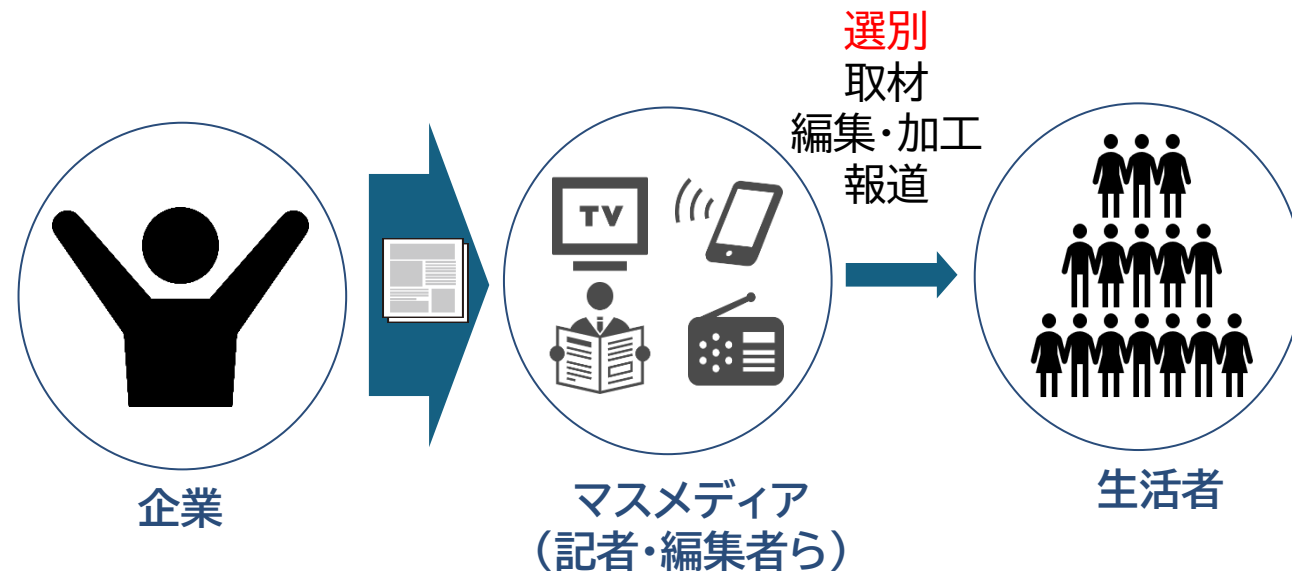 選別
取材
編集・加工
報道
TV
企業
マスメディア
（記者・編集者ら）
生活者